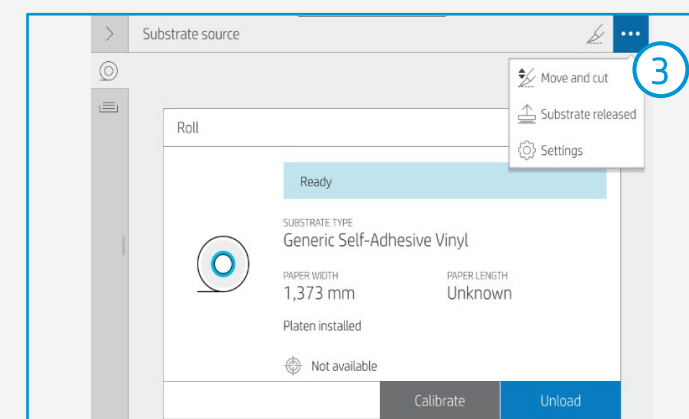 Substrate source
...
3
Move and cut
Substrate released
Settings
Roll
Ready
SUBSTRATE TYPE
Generic Self-Adhesive Vinyl
PAPER WIDTH
PAPER LENGTH
1,373 mm
Unknown
Platen installed
Not available
Calibrate
Unload